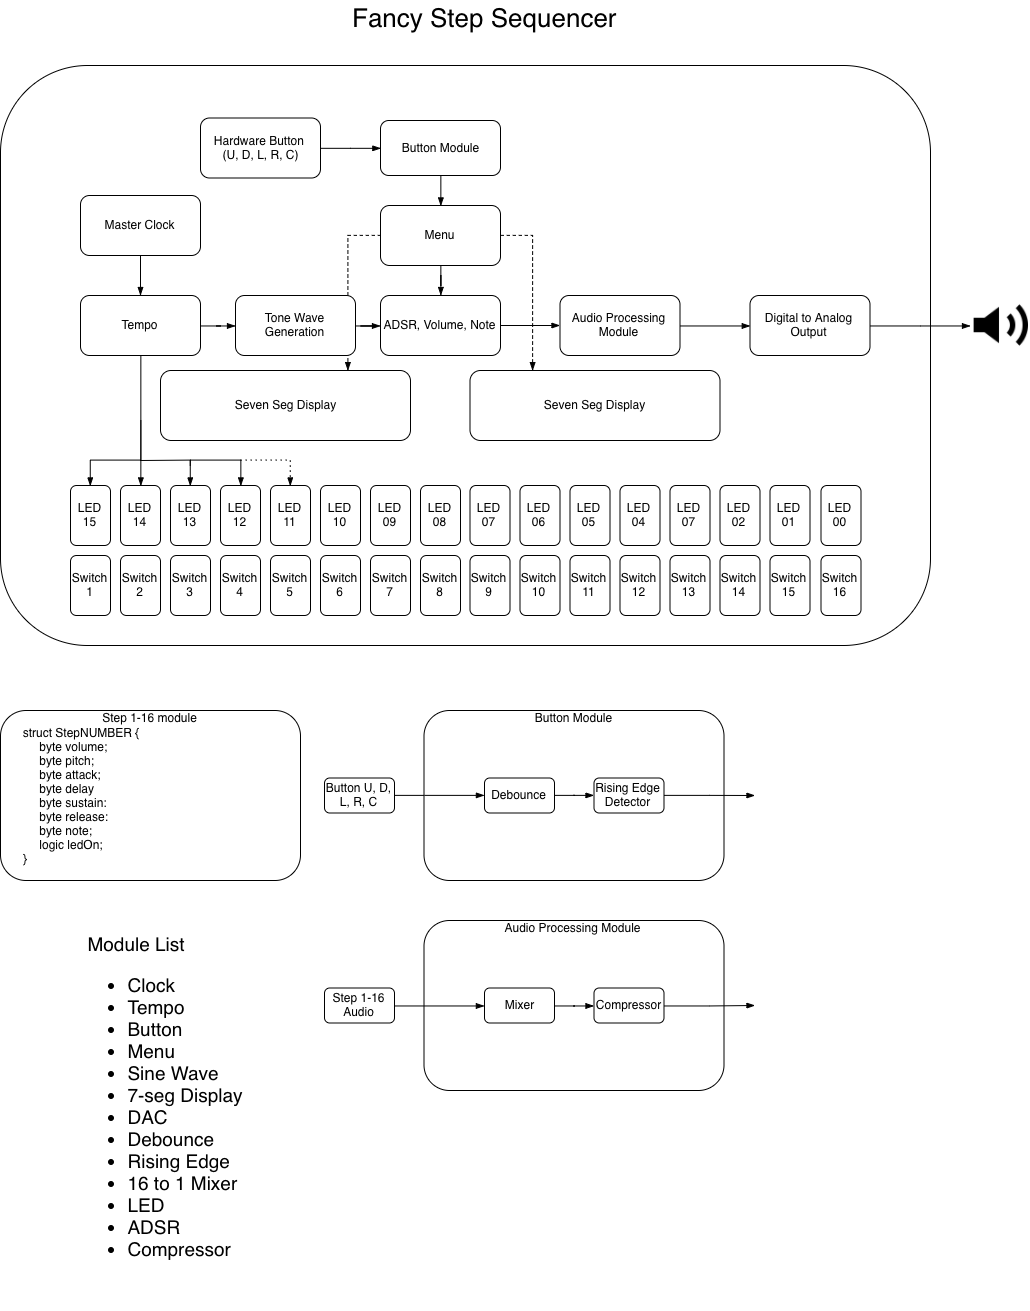 Fancy Step Sequencer
Hardware Button
(U, D, L, R, C)
Button Module
Master Clock
Menu
Tempo
Tone Wave
Generation
ADSR, Volume, Note
Audio Processing
Module
Digital to Analog
Output
Seven Seg Display
Seven Seg Display
LED
15
LED
14
LED
13
LED
12
LED
11
LED
10
LED
09
LED
08
LED
07
LED
06
LED
05
LED
04
LED
07
LED
02
LED
01
LED
00
Switch
1
Switch
2
Switch
3
Switch
4
Switch
5
Switch
6
Switch
7
Switch
8
Switch
9
Switch
10
Switch
11
Switch
12
Switch
13
Switch
14
Switch
15
Switch
16
Step 1-16 module
struct StepNUMBER {
byte volume;
byte pitch;
byte attack;
byte delay
byte sustain:
byte release:
byte note;
logic ledOn;
}
Button Module
Button U, D,
L, R, C
Debounce
Rising Edge
Detector
Audio Processing Module
Step 1-16
Audio
Mixer
Compressor
Module List
• Clock
• Tempo
• Button
• Menu
• Sine Wave
• 7-seg Display
• DAC
• Debounce
• Rising Edge
• 16 to 1 Mixer
• LED
• ADSR
• Compressor